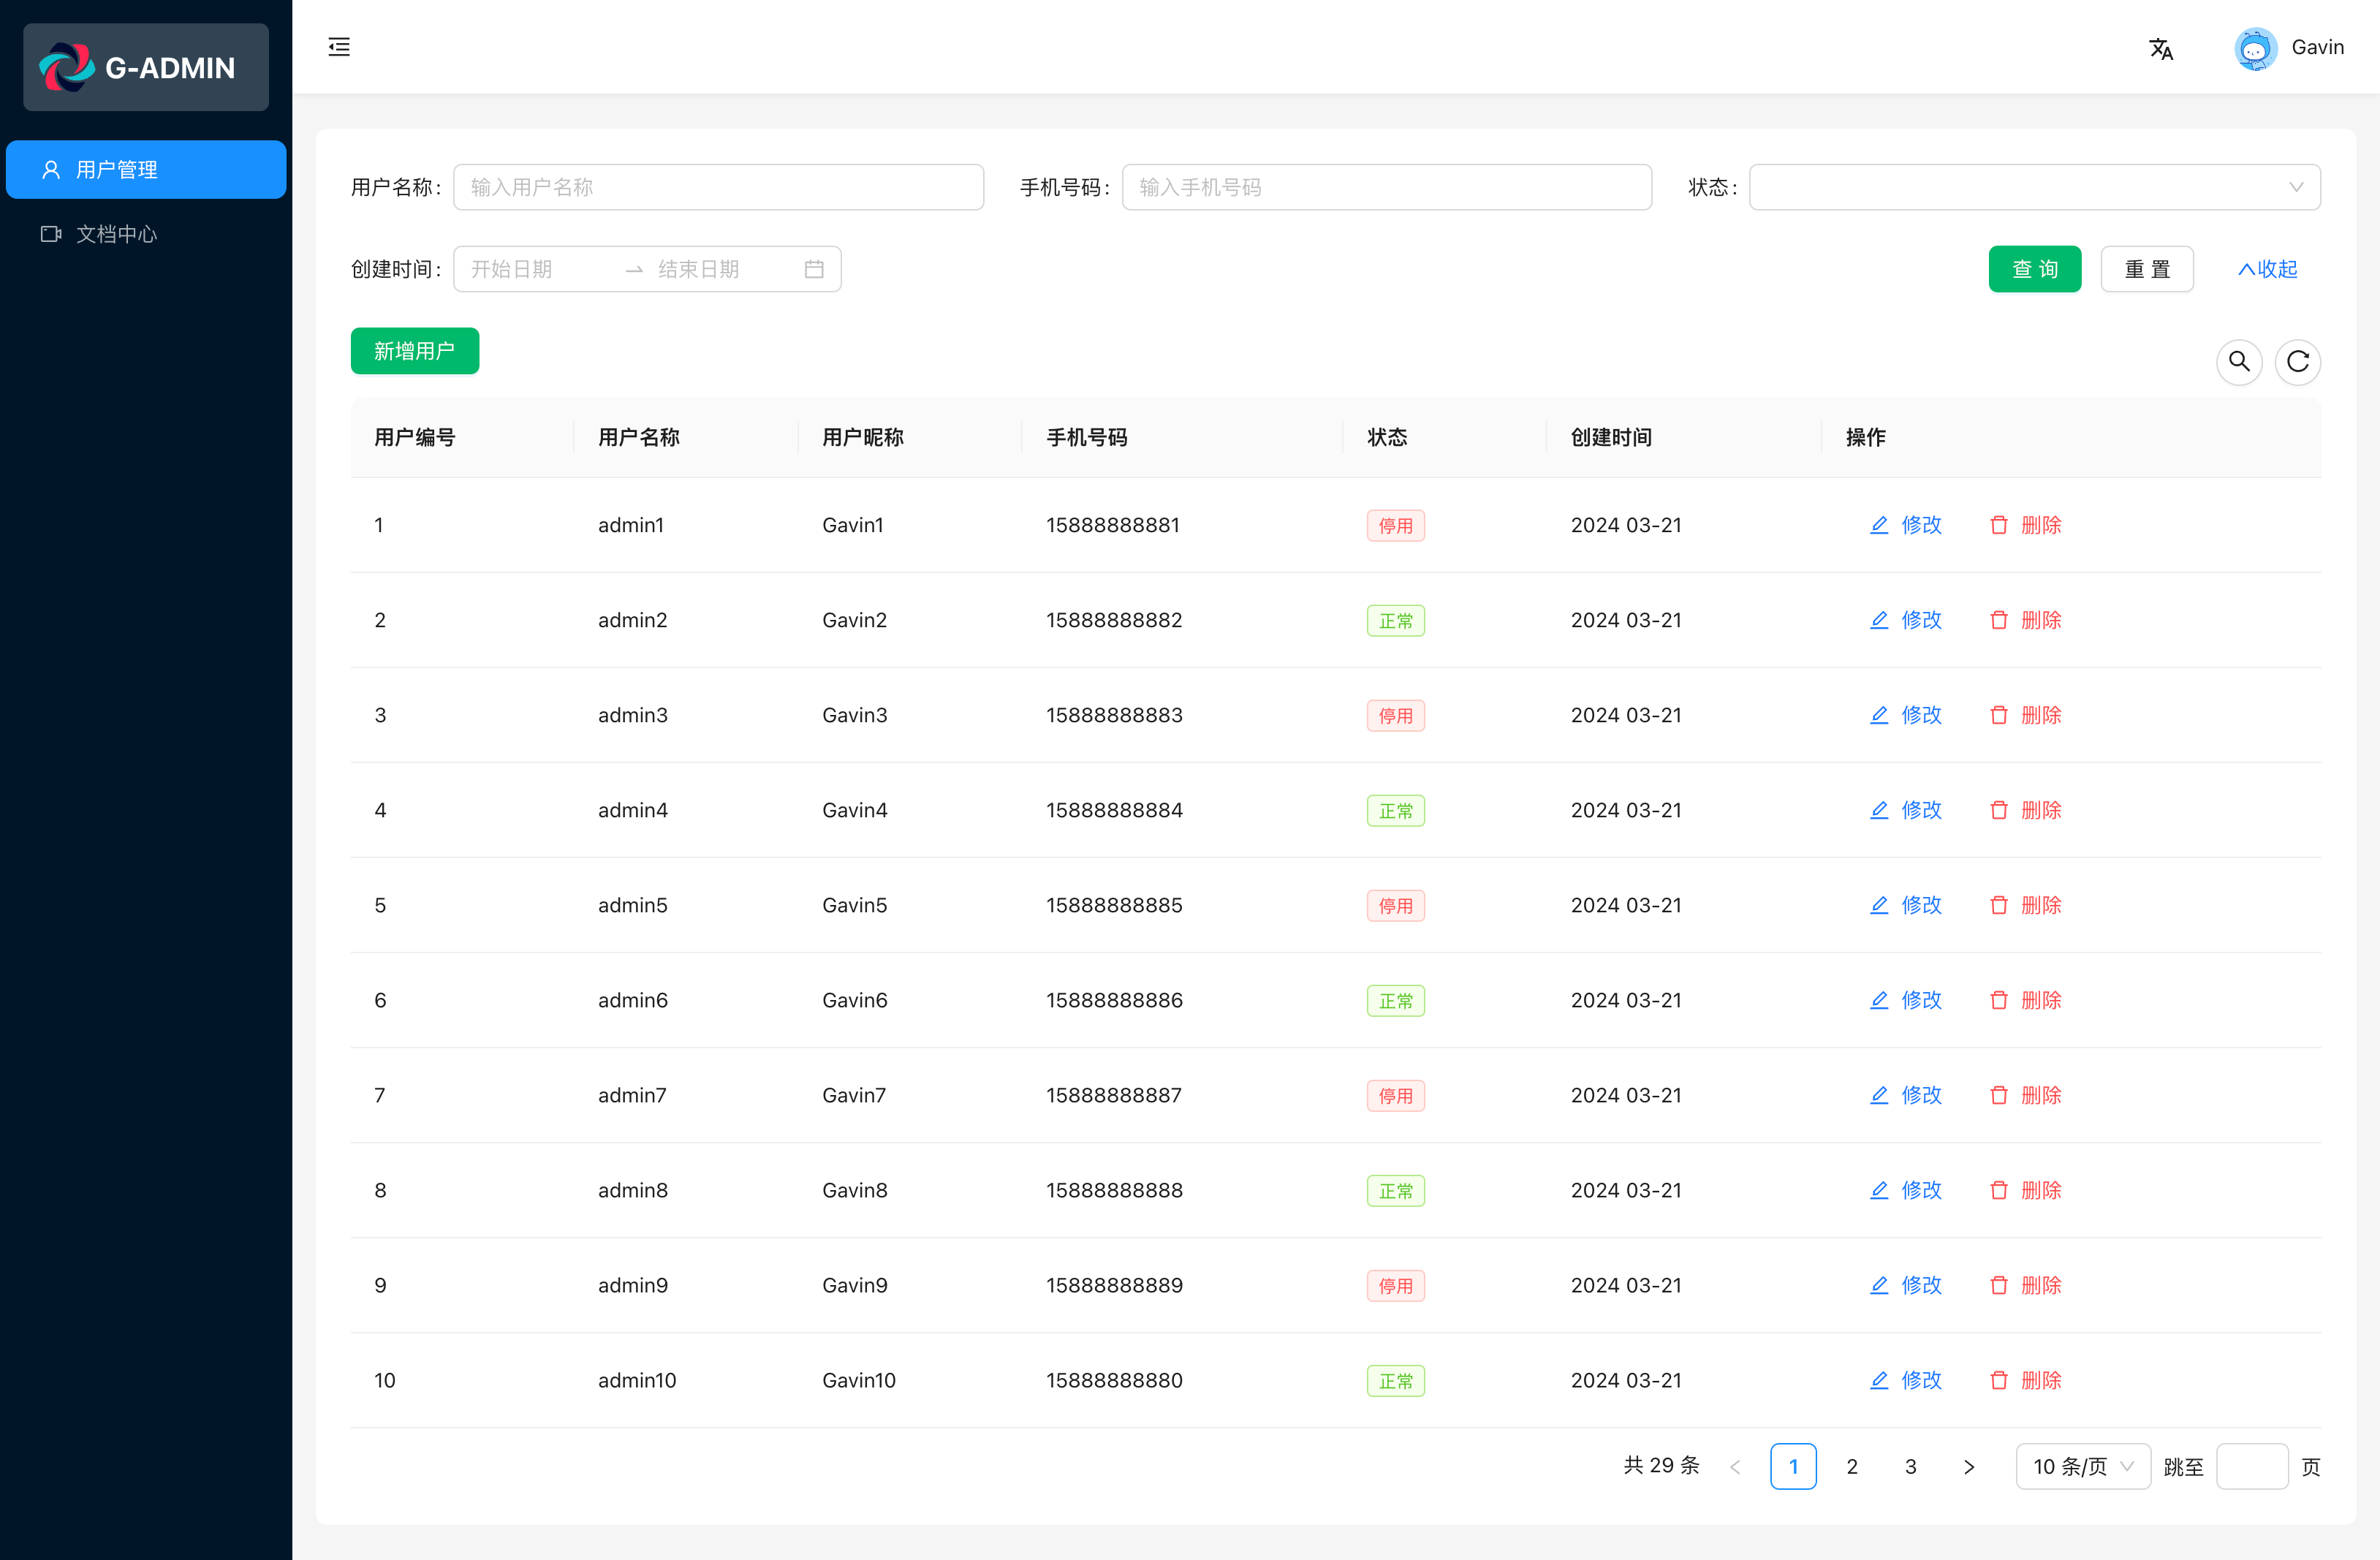 G-ADMIN
用户管理
文档中心
Gavin
用户名称: 输入用户名称 手机号码: 输入手机号码 状态:
创建时间: 开始日期 结束日期 查 询 重 置 收起
新增用户
用户编号 用户名称 用户昵称 手机号码 状态 创建时间 操作
1 admin1 Gavin1 15888888881 停用 2024 03-21 修改 删除
2 admin2 Gavin2 15888888882 正常 2024 03-21 修改 删除
3 admin3 Gavin3 15888888883 停用 2024 03-21 修改 删除
4 admin4 Gavin4 15888888884 正常 2024 03-21 修改 删除
5 admin5 Gavin5 15888888885 停用 2024 03-21 修改 删除
6 admin6 Gavin6 15888888886 正常 2024 03-21 修改 删除
7 admin7 Gavin7 15888888887 停用 2024 03-21 修改 删除
8 admin8 Gavin8 15888888888 正常 2024 03-21 修改 删除
9 admin9 Gavin9 15888888889 停用 2024 03-21 修改 删除
10 admin10 Gavin10 15888888880 正常 2024 03-21 修改 删除
共 29 条 1 2 3 10 条/页 跳至 页